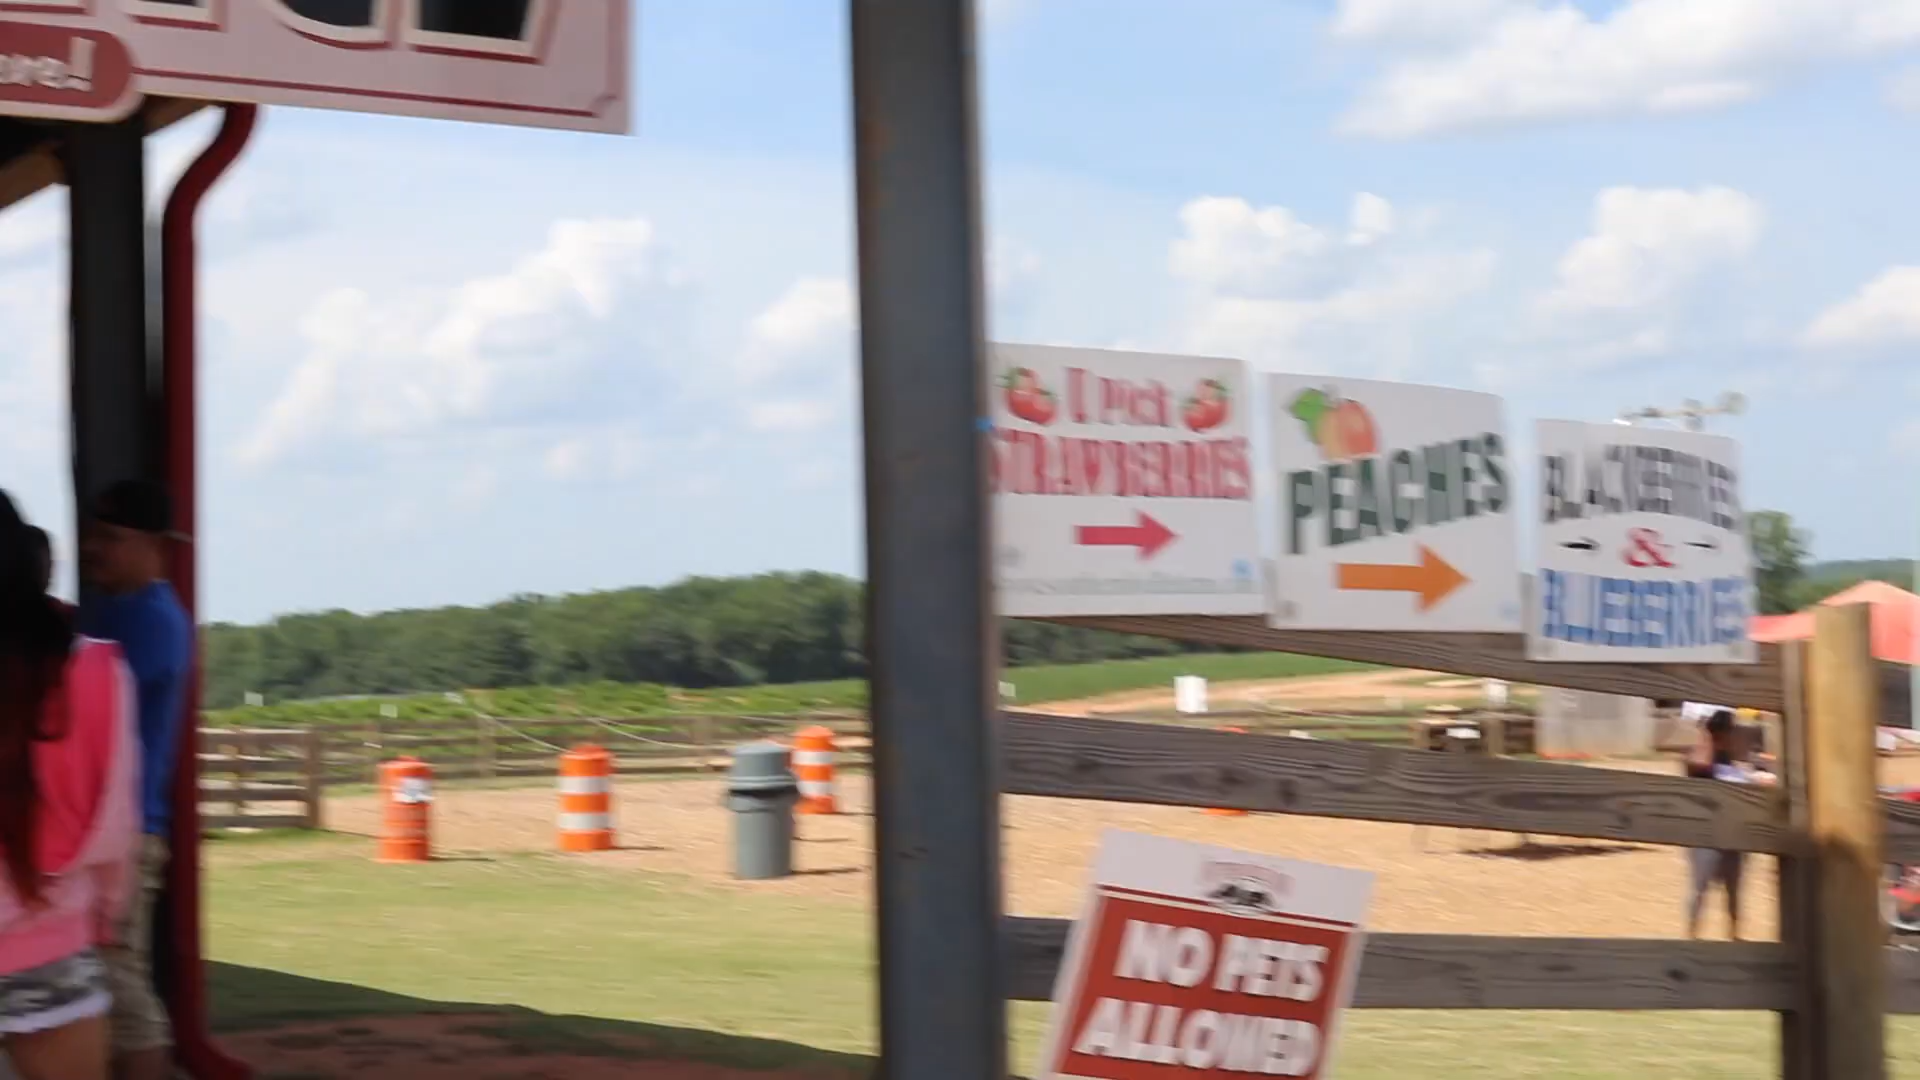 I Pick
STRAWBERRIES
PEACHES
BLACKBERRIES
&
BLUEBERRIES
NO PETS
ALLOWED